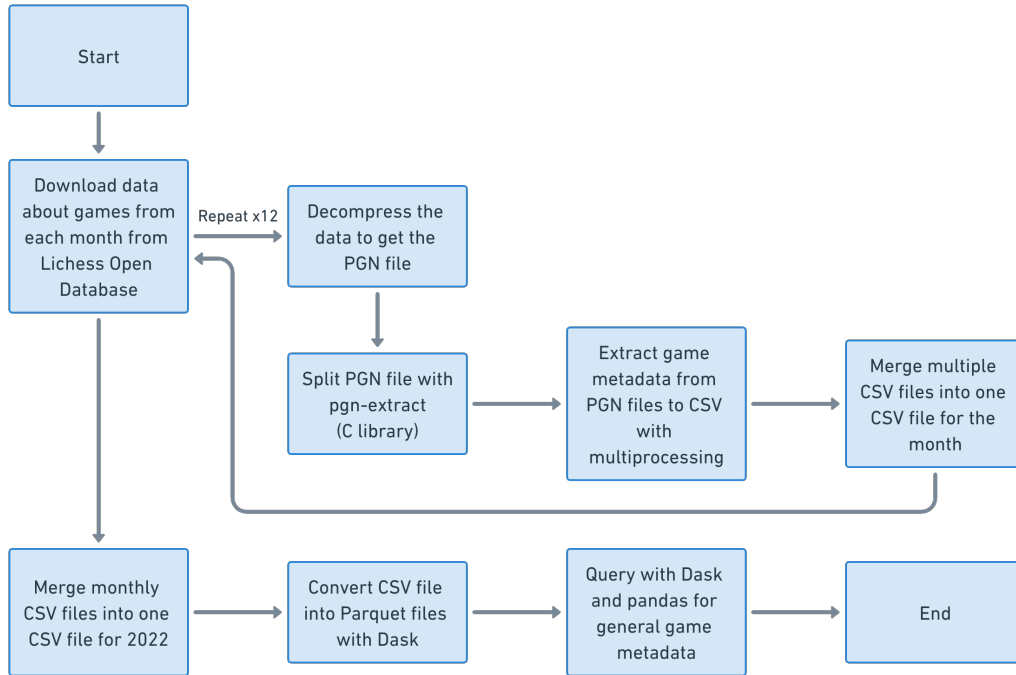 Start
Download data
about games from
each month from
Lichess Open
Database
Repeat x12
Decompress the
data to get the
PGN file
Split PGN file with
pgn-extract
(C library)
Extract game
metadata from
PGN files to CSV
with
multiprocessing
Merge multiple
CSV files into one
CSV file for the
month
Merge monthly
CSV files into one
CSV file for 2022
Convert CSV file
into Parquet files
with Dask
Query with Dask
and pandas for
general game
metadata
End